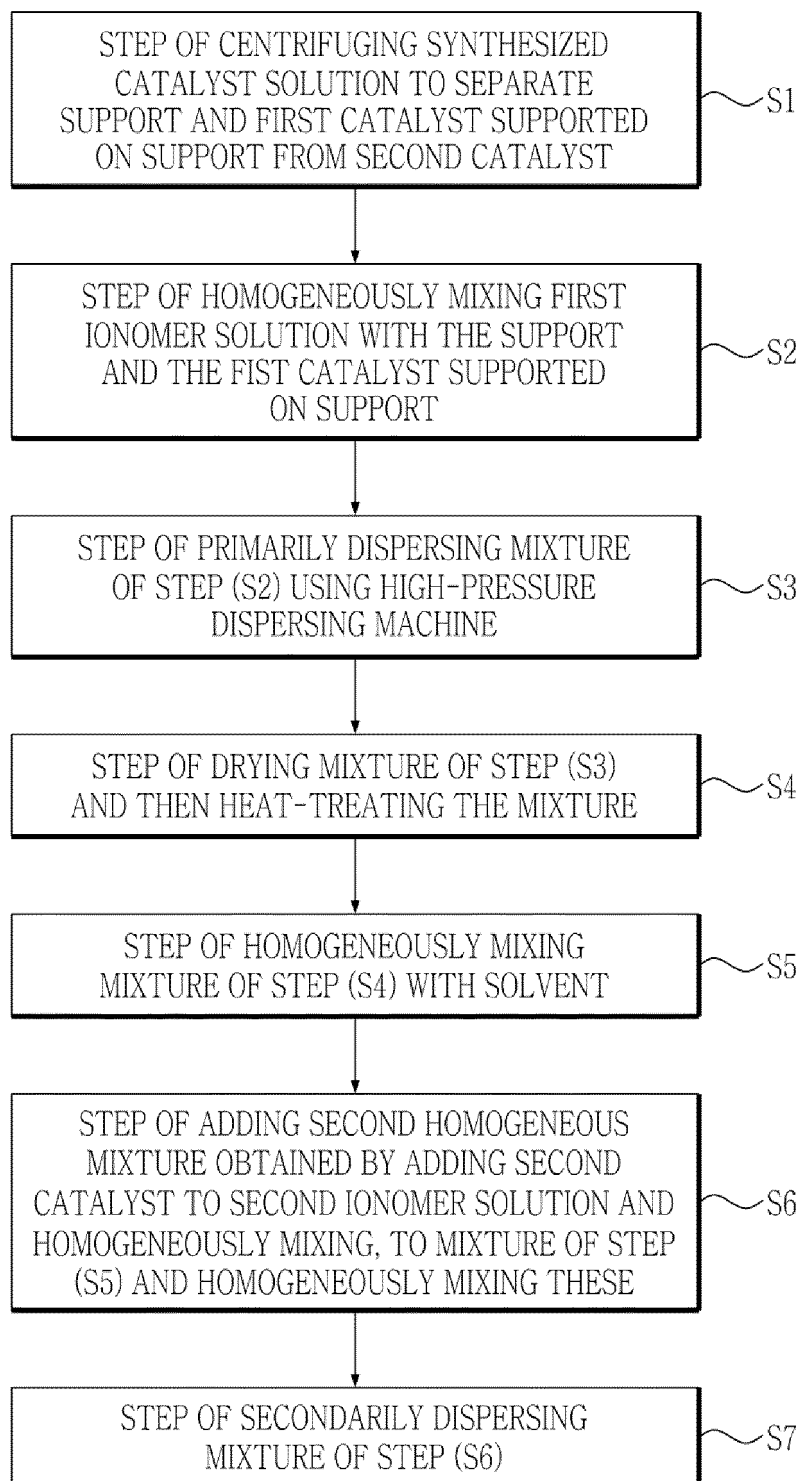 STEP OF CENTRIFUGING SYNTHESIZED
CATALYST SOLUTION TO SEPARATE
SUPPORT AND FIRST CATALYST SUPPORTED
ON SUPPORT FROM SECOND CATALYST
S1
STEP OF HOMOGENEOUSLY MIXING FIRST
IONOMER SOLUTION WITH THE SUPPORT
AND THE FIST CATALYST SUPPORTED
ON SUPPORT
S2
STEP OF PRIMARILY DISPERSING MIXTURE
OF STEP (S2) USING HIGH-PRESSURE
DISPERSING MACHINE
S3
STEP OF DRYING MIXTURE OF STEP (S3)
AND THEN HEAT-TREATING THE MIXTURE
S4
STEP OF HOMOGENEOUSLY MIXING
MIXTURE OF STEP (S4) WITH SOLVENT
S5
STEP OF ADDING SECOND HOMOGENEOUS
MIXTURE OBTAINED BY ADDING SECOND
CATALYST TO SECOND IONOMER SOLUTION AND
HOMOGENEOUSLY MIXING, TO MIXTURE OF STEP
(S5) AND HOMOGENEOUSLY MIXING THESE
S6
STEP OF SECONDARILY DISPERSING
MIXTURE OF STEP (S6)
S7